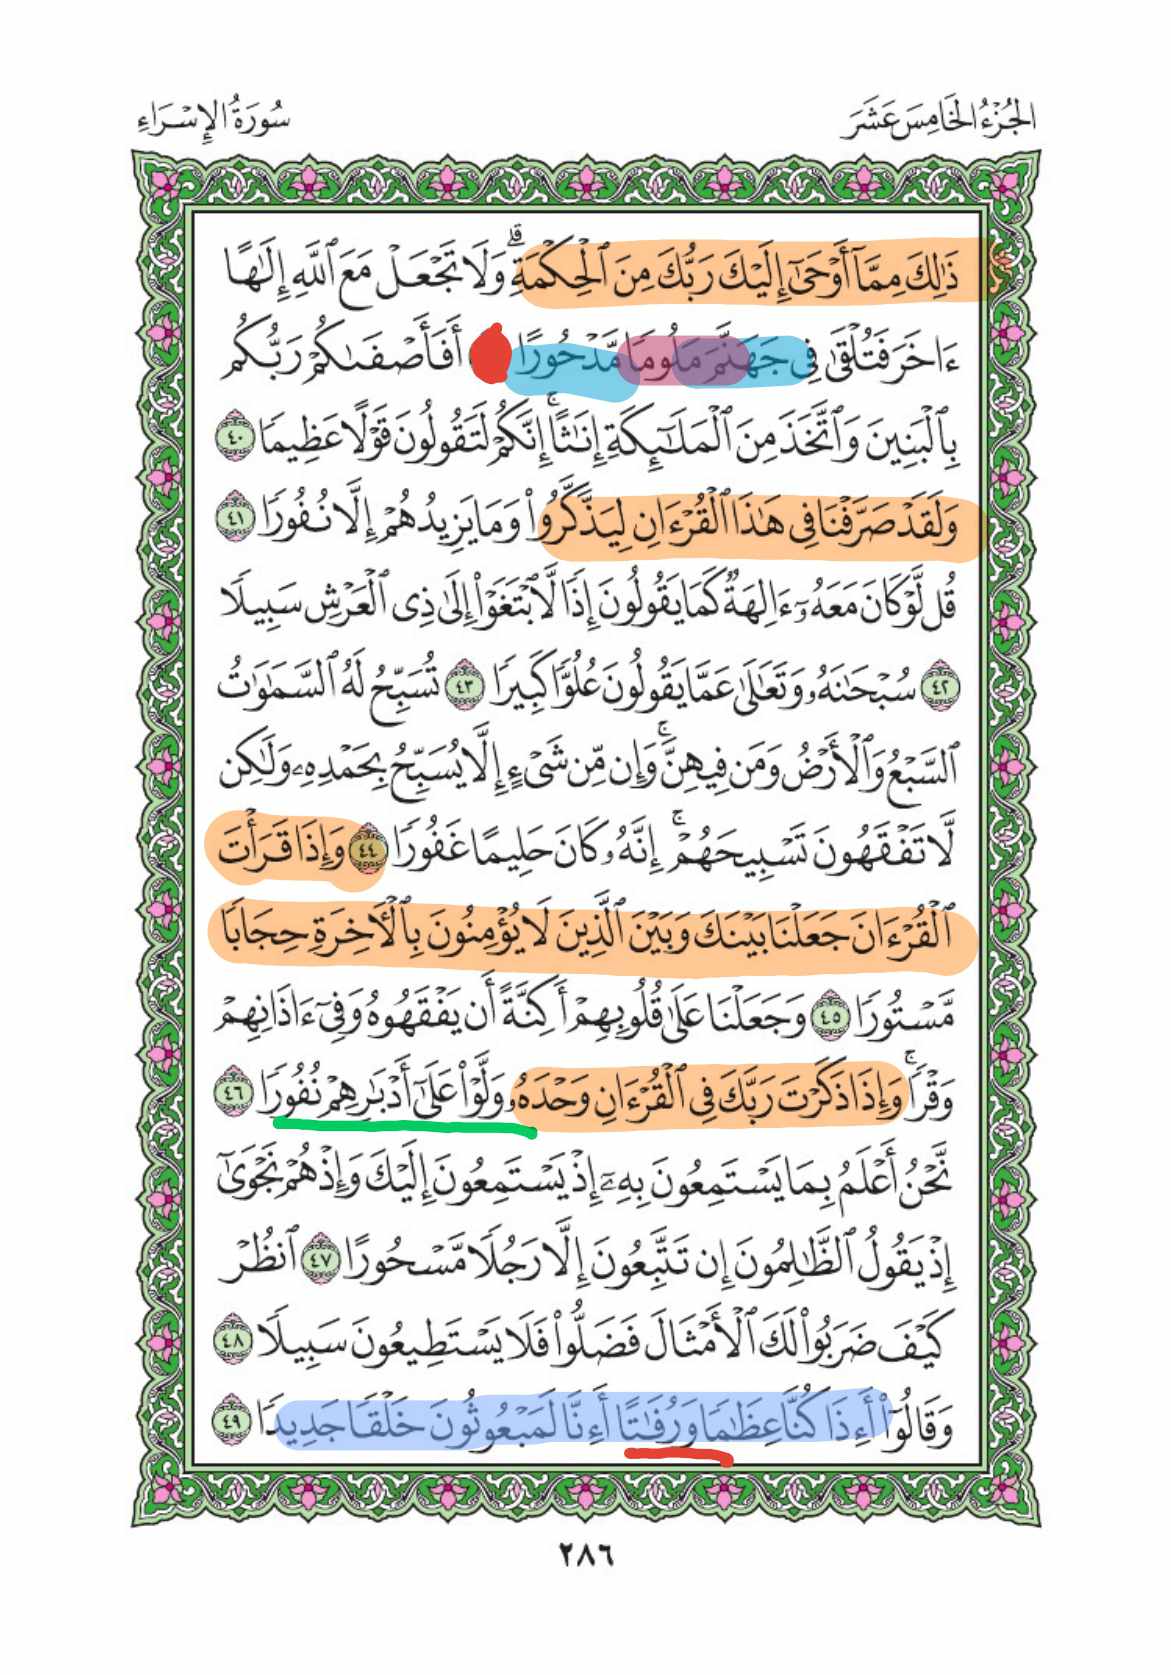 الجُزْءُ الخَامِسَ عَشَرَ
سُورَةُ الإِسْرَاءِ
ذَٰلِكَ مِمَّآ أَوْحَىٰٓ إِلَيْكَ رَبُّكَ مِنَ ٱلْحِكْمَةِۗ وَلَا تَجْعَلْ مَعَ ٱللَّهِ إِلَٰهًا
ءَاخَرَ فَتُلْقَىٰ فِى جَهَنَّمَ مَلُومًا مَّدْحُورًا أَفَأَصْفَىٰكُمْ رَبُّكُم
بِٱلْبَنِينَ وَٱتَّخَذَ مِنَ ٱلْمَلَٰٓئِكَةِ إِنَٰثًاۚ إِنَّكُمْ لَتَقُولُونَ قَوْلًا عَظِيمًا ٤٠
وَلَقَدْ صَرَّفْنَا فِى هَٰذَا ٱلْقُرْءَانِ لِيَذَّكَّرُوا۟ وَمَا يَزِيدُهُمْ إِلَّا نُفُورًا ٤١
قُل لَّوْ كَانَ مَعَهُۥٓ ءَالِهَةٌ كَمَا يَقُولُونَ إِذًا لَّٱبْتَغَوْا۟ إِلَىٰ ذِى ٱلْعَرْشِ سَبِيلًا
٤٢ سُبْحَٰنَهُۥ وَتَعَٰلَىٰ عَمَّا يَقُولُونَ عُلُوًّا كَبِيرًا ٤٣ تُسَبِّحُ لَهُ ٱلسَّمَٰوَٰتُ
ٱلسَّبْعُ وَٱلْأَرْضُ وَمَن فِيهِنَّۚ وَإِن مِّن شَىْءٍ إِلَّا يُسَبِّحُ بِحَمْدِهِۦ وَلَٰكِن
لَّا تَفْقَهُونَ تَسْبِيحَهُمْۚ إِنَّهُۥ كَانَ حَلِيمًا غَفُورًا ٤٤ وَإِذَا قَرَأْتَ
ٱلْقُرْءَانَ جَعَلْنَا بَيْنَكَ وَبَيْنَ ٱلَّذِينَ لَا يُؤْمِنُونَ بِٱلْءَاخِرَةِ حِجَابًا
مَّسْتُورًا ٤٥ وَجَعَلْنَا عَلَىٰ قُلُوبِهِمْ أَكِنَّةً أَن يَفْقَهُوهُ وَفِىٓ ءَاذَانِهِمْ
وَقْرًاۚ وَإِذَا ذَكَرْتَ رَبَّكَ فِى ٱلْقُرْءَانِ وَحْدَهُۥ وَلَّوْا۟ عَلَىٰٓ أَدْبَٰرِهِمْ نُفُورًا ٤٦
نَّحْنُ أَعْلَمُ بِمَا يَسْتَمِعُونَ بِهِۦٓ إِذْ يَسْتَمِعُونَ إِلَيْكَ وَإِذْ هُمْ نَجْوَىٰٓ
إِذْ يَقُولُ ٱلظَّٰلِمُونَ إِن تَتَّبِعُونَ إِلَّا رَجُلًا مَّسْحُورًا ٤٧ ٱنظُرْ
كَيْفَ ضَرَبُوا۟ لَكَ ٱلْأَمْثَالَ فَضَلُّوا۟ فَلَا يَسْتَطِيعُونَ سَبِيلًا ٤٨
وَقَالُوٓا۟ أَءِذَا كُنَّا عِظَٰمًا وَرُفَٰتًا أَءِنَّا لَمَبْعُوثُونَ خَلْقًا جَدِيدًا ٤٩
٢٨٦